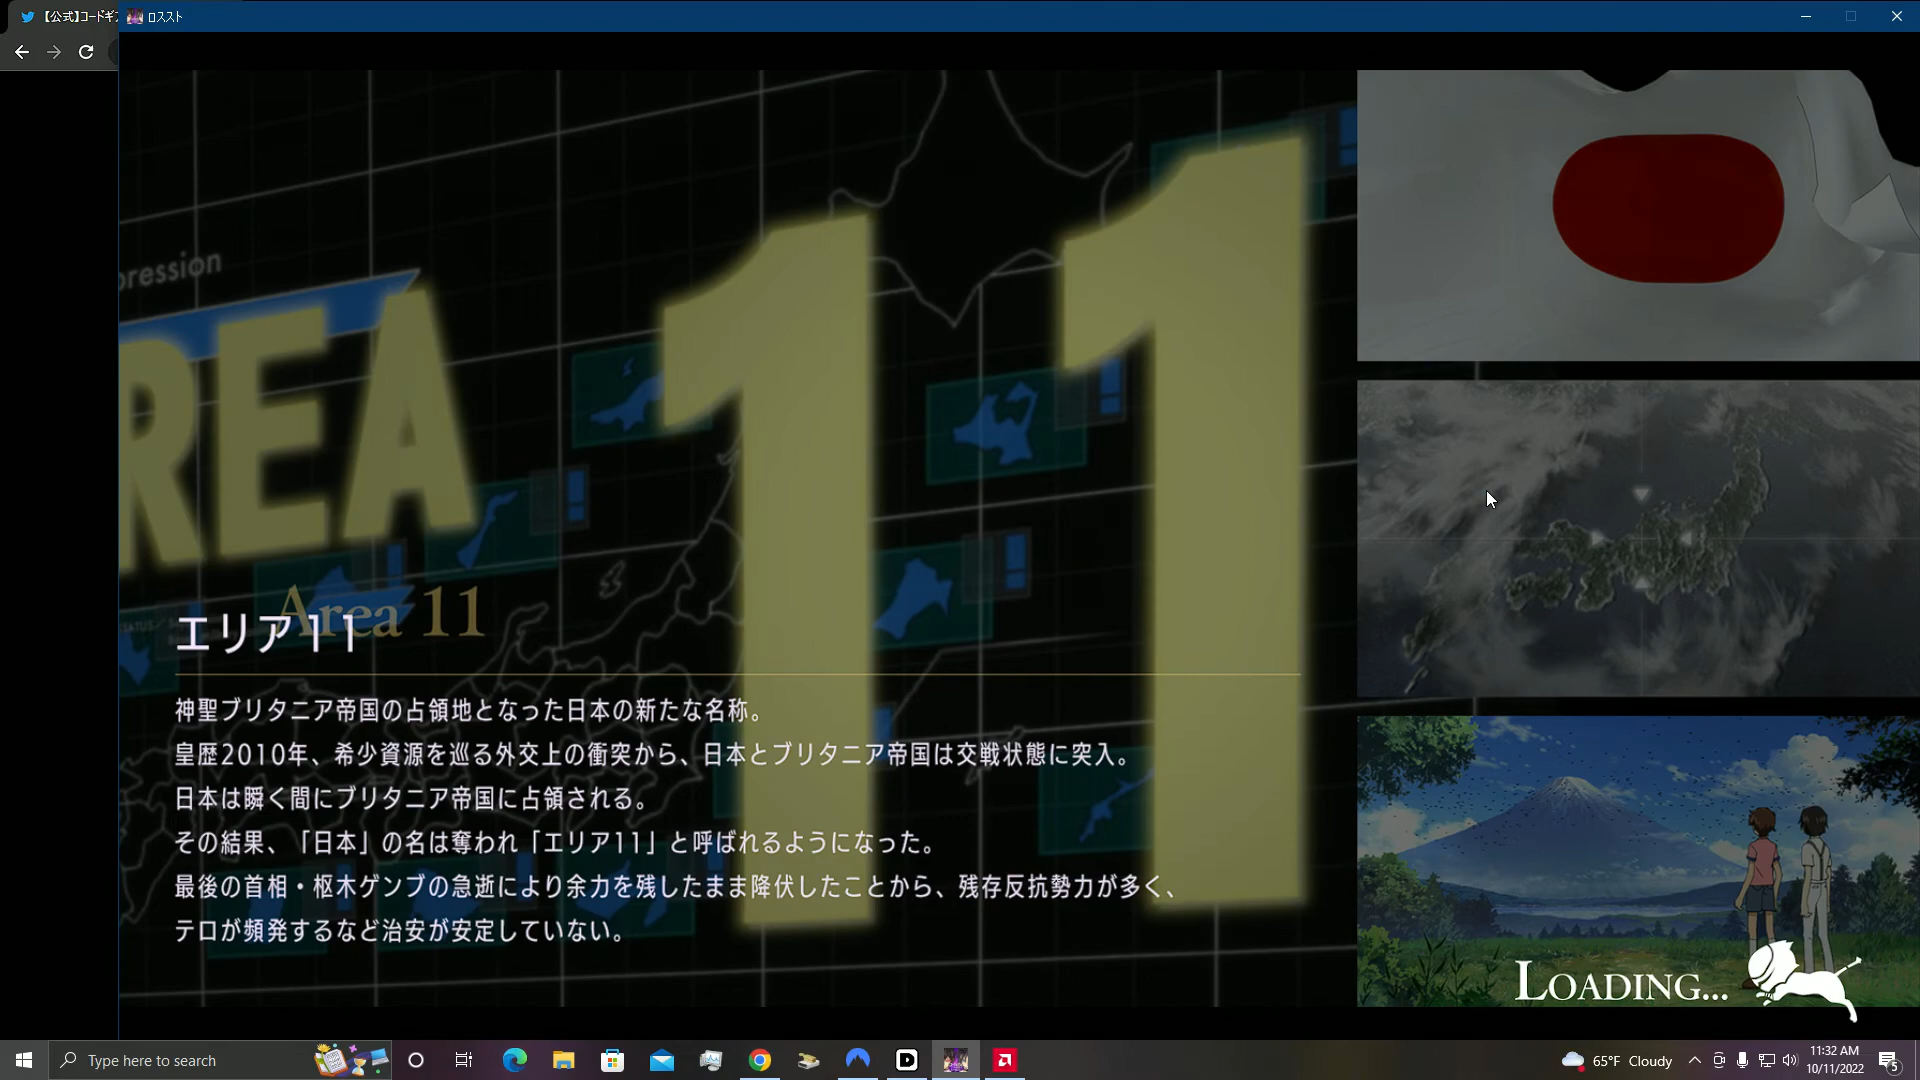 【公式】コードギ
ロススト
pression
REA 11
Area 11
エリア11
神聖ブリタニア帝国の占領地となった日本の新たな名称。
皇歴2010年、希少資源を巡る外交上の衝突から、日本とブリタニア帝国は交戦状態に突入。
日本は瞬く間にブリタニア帝国に占領される。
その結果、「日本」の名は奪われ「エリア11」と呼ばれるようになった。
最後の首相・枢木ゲンブの急逝により余力を残したまま降伏したことから、残存反抗勢力が多く、
テロが頻発するなど治安が安定していない。
LOADING...
Type here to search
65°F Cloudy
11:32 AM
10/11/2022
5